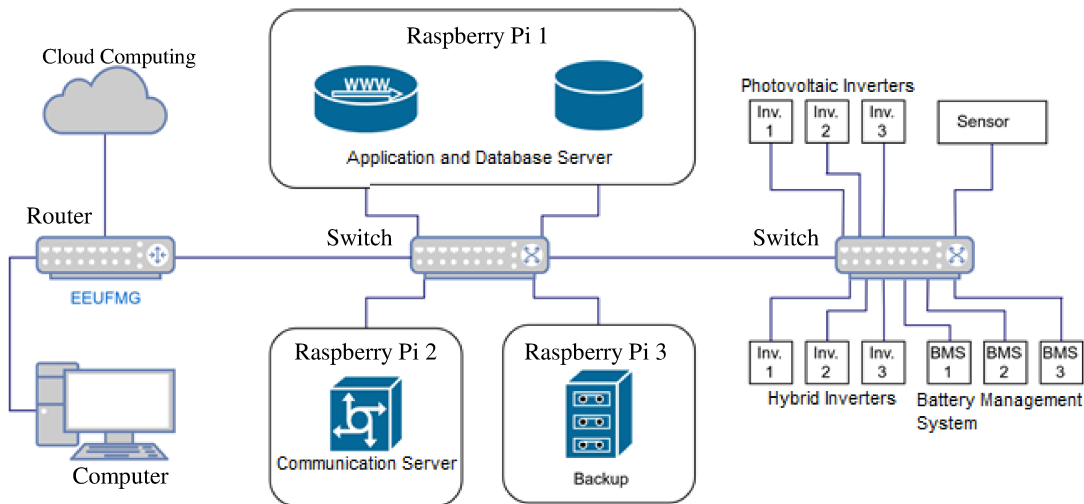 Cloud Computing
Raspberry Pi 1
WWW
Application and Database Server
Photovoltaic Inverters
Inv.
1
Inv.
2
Inv.
3
Sensor
Router
EEUFMG
Switch
Switch
Computer
Raspberry Pi 2
Communication Server
Raspberry Pi 3
Backup
Inv.
1
Inv.
2
Inv.
3
Hybrid Inverters
BMS
1
BMS
2
BMS
3
Battery Management
System